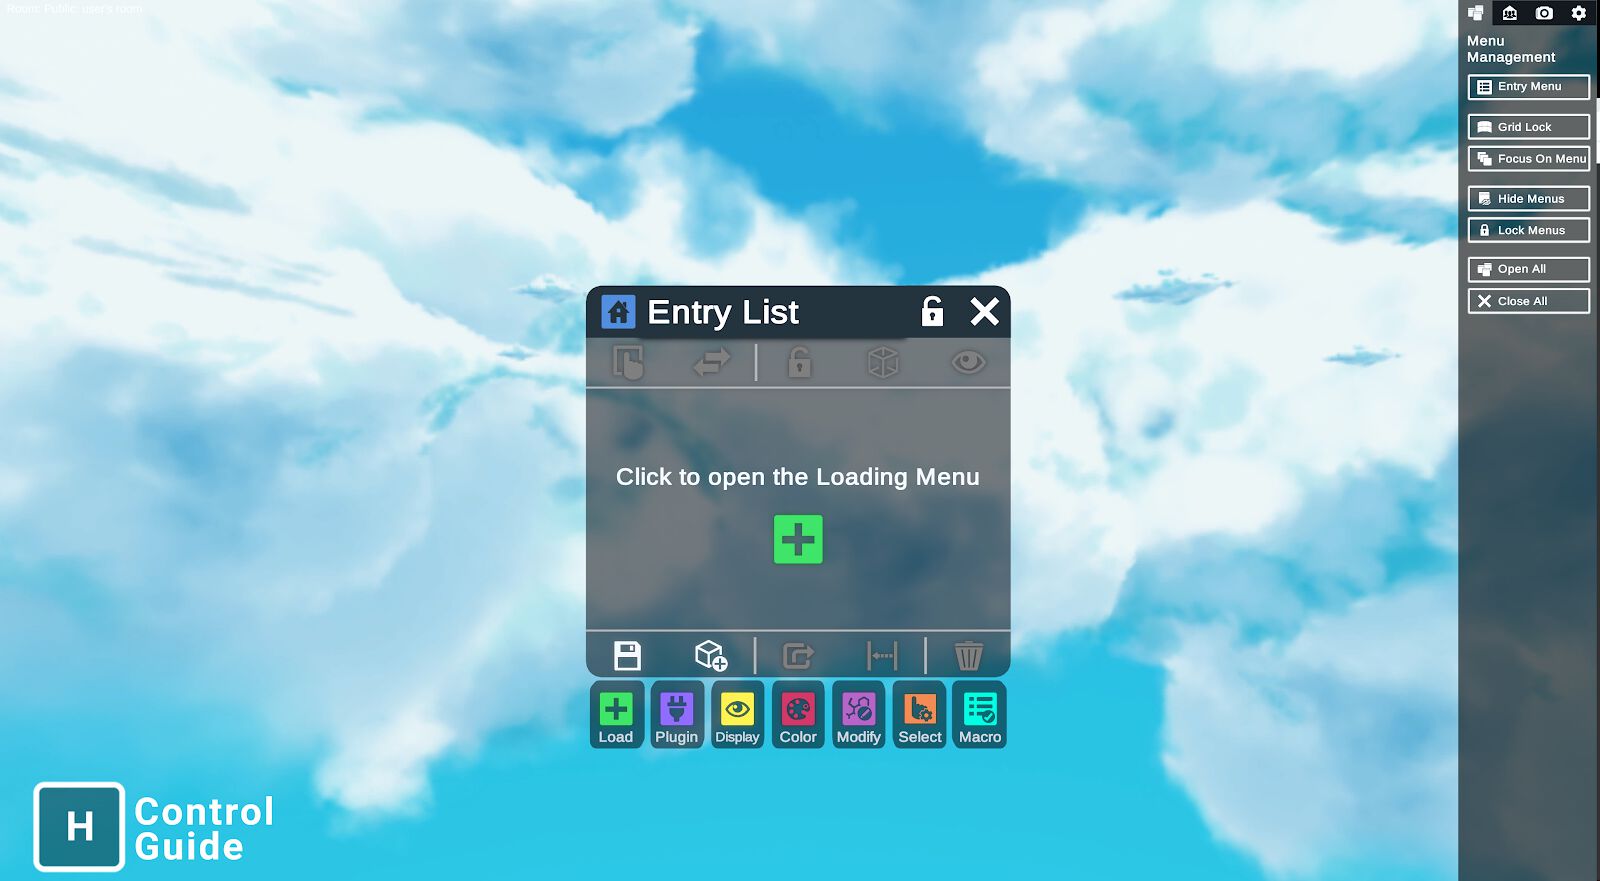 Room: Public: user's room
Menu
Management
Entry Menu
Grid Lock
Focus On Menu
Hide Menus
Lock Menus
Open All
Close All
Entry List
Click to open the Loading Menu
Load
Plugin
Display
Color
Modify
Select
Macro
H
Control
Guide